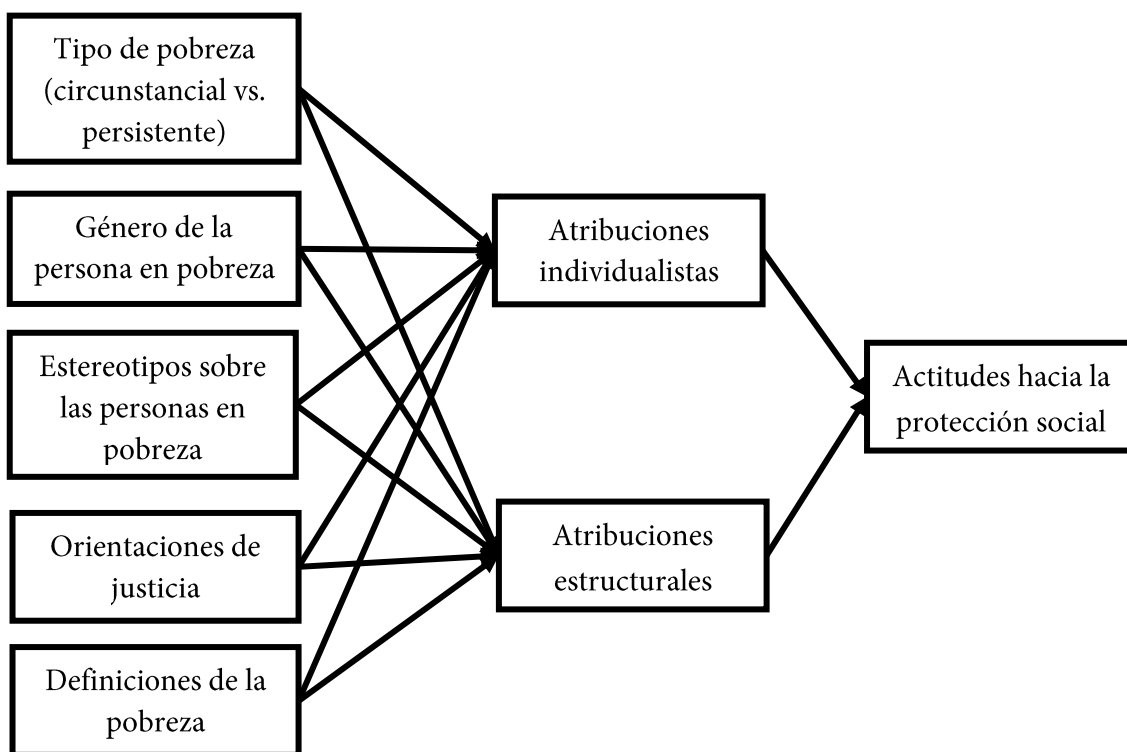 Tipo de pobreza
(circunstancial vs.
persistente)
Género de la
persona en pobreza
Estereotipos sobre
las personas en
pobreza
Orientaciones de
justicia
Definiciones de la
pobreza
Atribuciones
individualistas
Atribuciones
estructurales
Actitudes hacia la
protección social